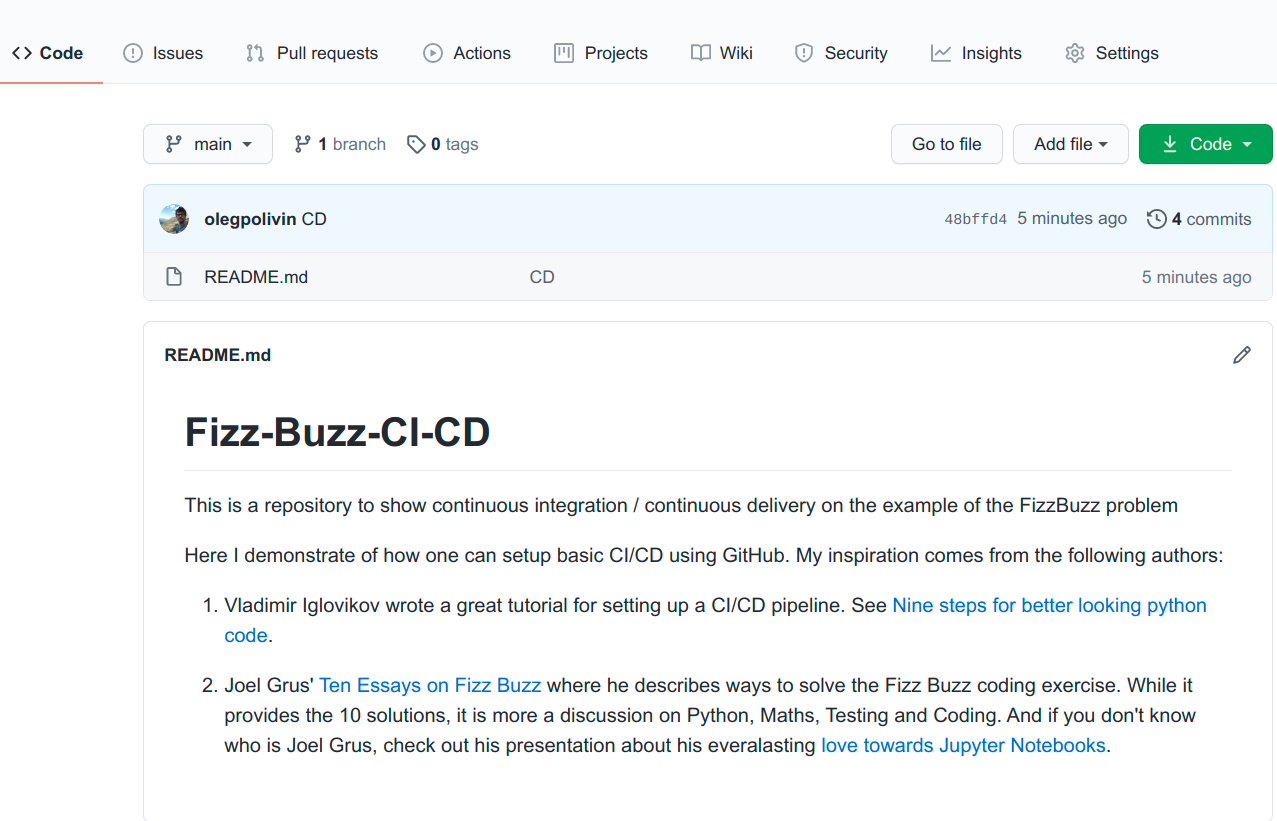 Code Issues Pull requests Actions Projects Wiki Security Insights Settings
main 1 branch 0 tags Go to file Add file Code
olegpolivin CD 48bffd4 5 minutes ago 4 commits
README.md CD 5 minutes ago
README.md
Fizz-Buzz-CI-CD
This is a repository to show continuous integration / continuous delivery on the example of the FizzBuzz problem
Here I demonstrate of how one can setup basic CI/CD using GitHub. My inspiration comes from the following authors:
1. Vladimir Iglovikov wrote a great tutorial for setting up a CI/CD pipeline. See Nine steps for better looking python
code.
2. Joel Grus' Ten Essays on Fizz Buzz where he describes ways to solve the Fizz Buzz coding exercise. While it
provides the 10 solutions, it is more a discussion on Python, Maths, Testing and Coding. And if you don't know
who is Joel Grus, check out his presentation about his everalasting love towards Jupyter Notebooks.